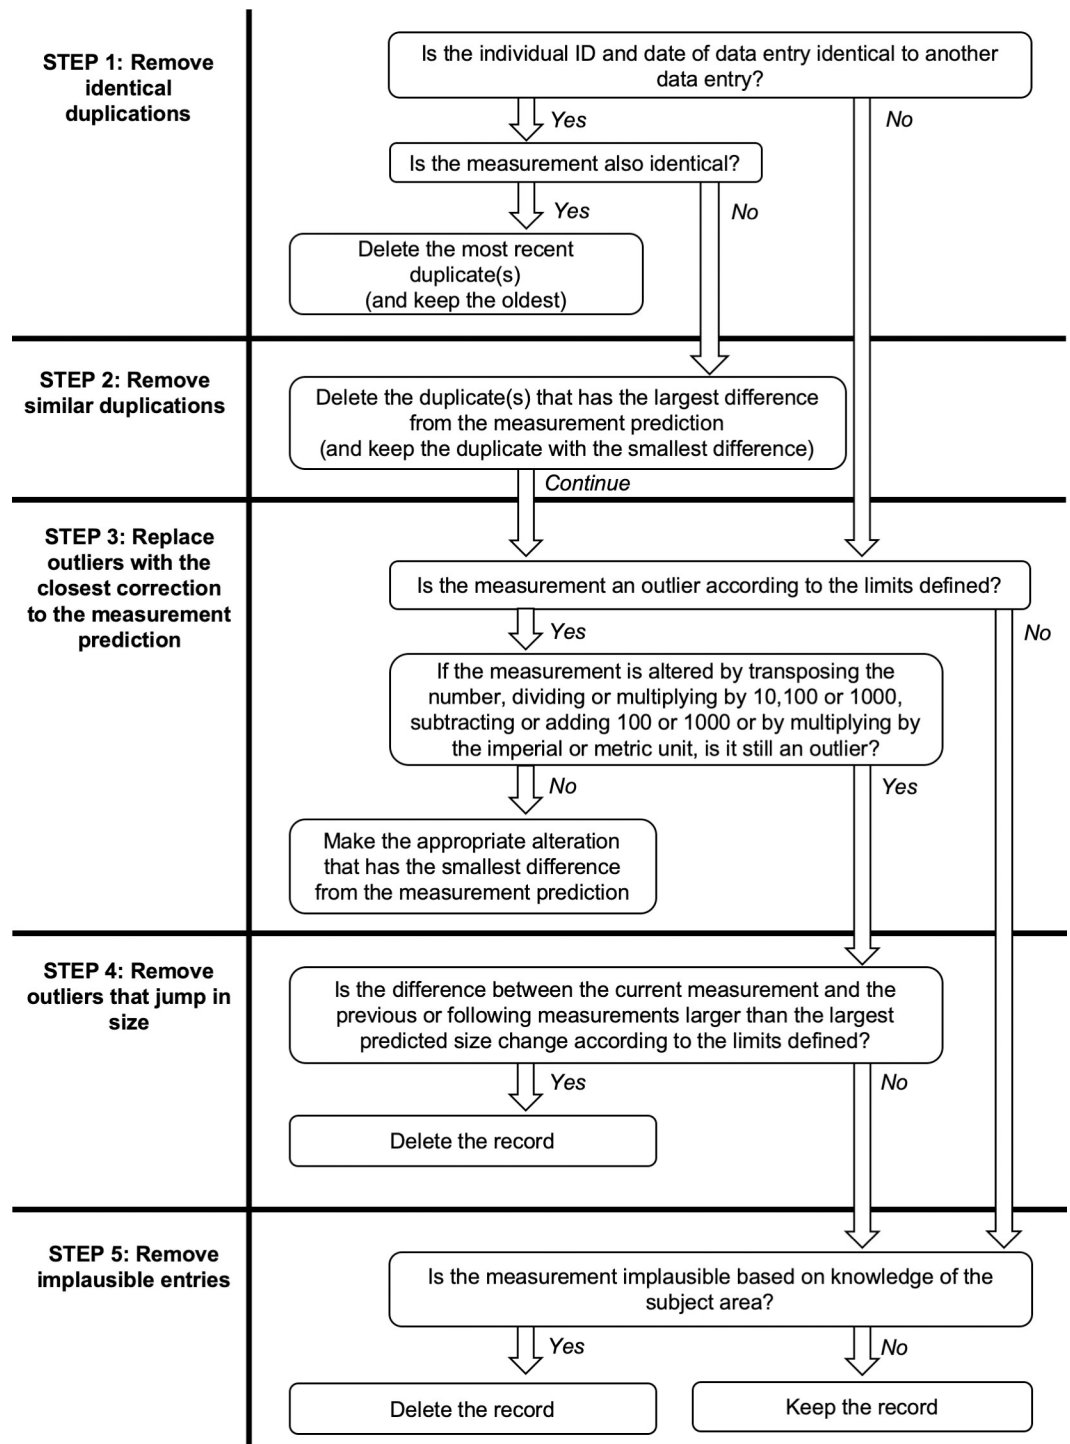 STEP 1: Remove
identical
duplications
Is the individual ID and date of data entry identical to another
data entry?
Yes
No
Is the measurement also identical?
Yes
No
Delete the most recent
duplicate(s)
(and keep the oldest)
STEP 2: Remove
similar duplications
Delete the duplicate(s) that has the largest difference
from the measurement prediction
(and keep the duplicate with the smallest difference)
Continue
STEP 3: Replace
outliers with the
closest correction
to the measurement
prediction
Is the measurement an outlier according to the limits defined?
Yes
No
If the measurement is altered by transposing the
number, dividing or multiplying by 10,100 or 1000,
subtracting or adding 100 or 1000 or by multiplying by
the imperial or metric unit, is it still an outlier?
No
Yes
Make the appropriate alteration
that has the smallest difference
from the measurement prediction
STEP 4: Remove
outliers that jump in
size
Is the difference between the current measurement and the
previous or following measurements larger than the largest
predicted size change according to the limits defined?
Yes
No
Delete the record
STEP 5: Remove
implausible entries
Is the measurement implausible based on knowledge of the
subject area?
Yes
No
Delete the record
Keep the record